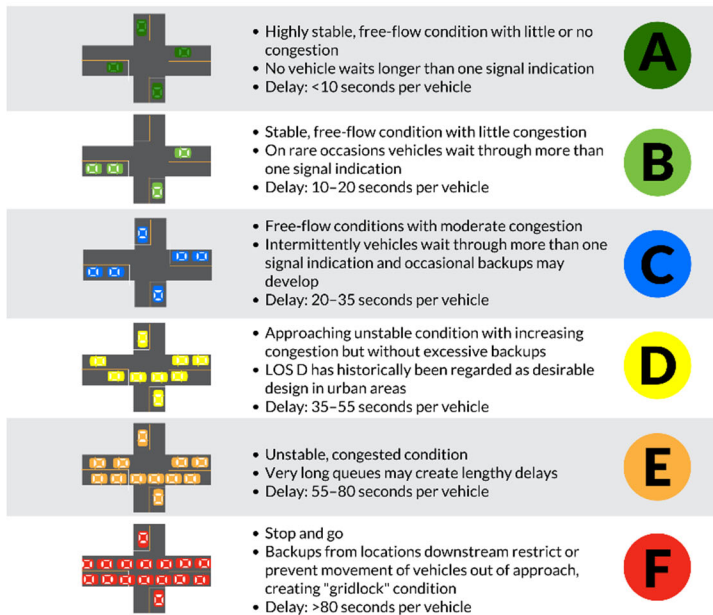 • Highly stable, free-flow condition with little or no
congestion
• No vehicle waits longer than one signal indication
• Delay: <10 seconds per vehicle
A
• Stable, free-flow condition with little congestion
• On rare occasions vehicles wait through more than
one signal indication
• Delay: 10–20 seconds per vehicle
B
• Free-flow conditions with moderate congestion
• Intermittently vehicles wait through more than one
signal indication and occasional backups may
develop
• Delay: 20–35 seconds per vehicle
C
• Approaching unstable condition with increasing
congestion but without excessive backups
• LOS D has historically been regarded as desirable
design in urban areas
• Delay: 35–55 seconds per vehicle
D
• Unstable, congested condition
• Very long queues may create lengthy delays
• Delay: 55–80 seconds per vehicle
E
• Stop and go
• Backups from locations downstream restrict or
prevent movement of vehicles out of approach,
creating "gridlock" condition
• Delay: >80 seconds per vehicle
F